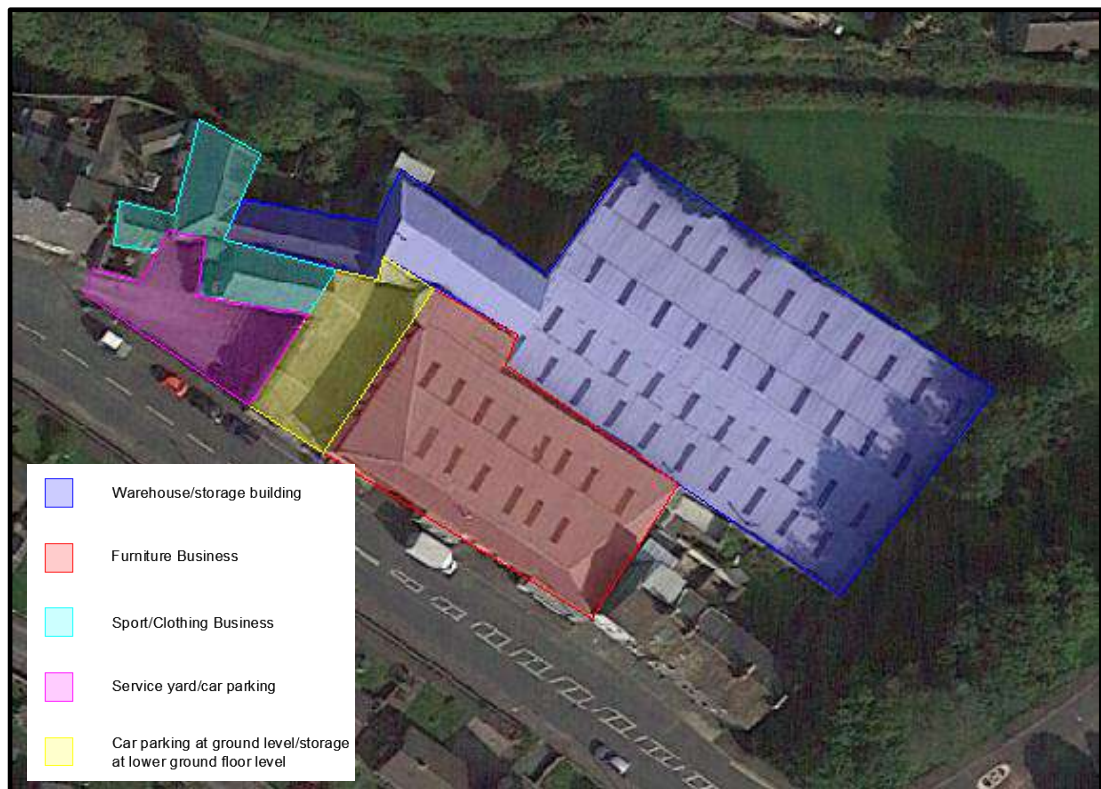 Warehouse/storage building
Furniture Business
Sport/Clothing Business
Service yard/car parking
Car parking at ground level/storage
at lower ground floor level